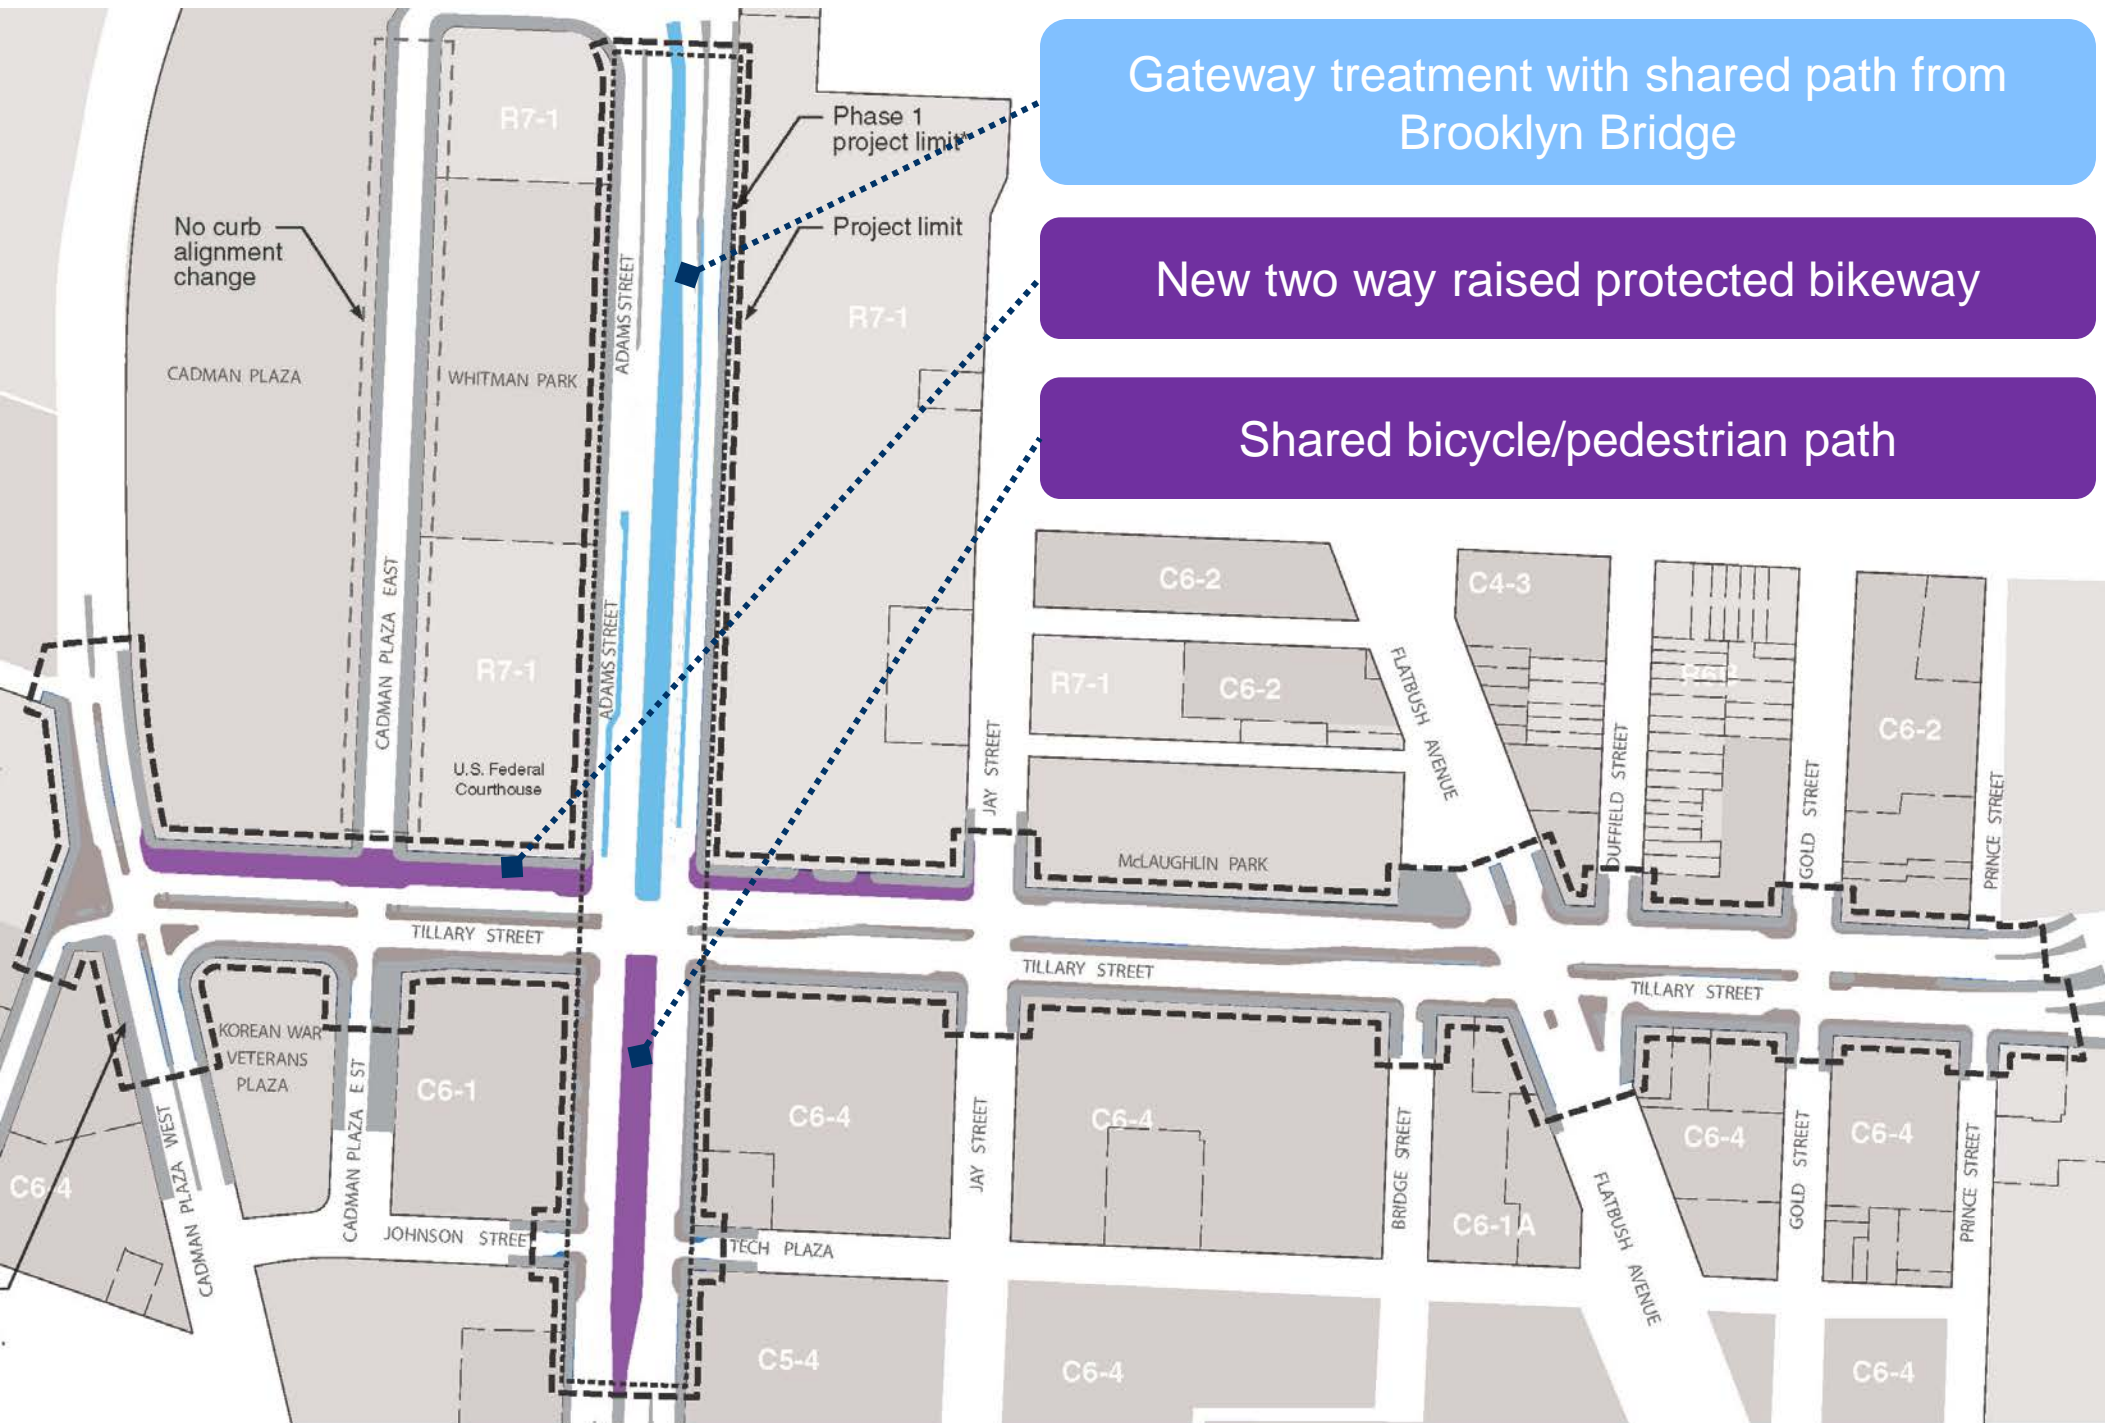 Gateway treatment with shared path from
Brooklyn Bridge
New two way raised protected bikeway
Shared bicycle/pedestrian path
R7-1
Phase 1
project limit*
No curb
alignment
change
Project limit
R7-1
ADAMS STREET
CADMAN PLAZA
WHITMAN PARK
CADMAN PLAZA EAST
ADAMS STREET
R7-1
U.S. Federal
Courthouse
C6-2
C4-3
R7-1
C6-2
FLATBUSH AVENUE
C6-2
JAY STREET
DUFFIELD STREET
GOLD STREET
PRINCE STREET
McLAUGHLIN PARK
TILLARY STREET
TILLARY STREET
TILLARY STREET
KOREAN WAR
VETERANS
PLAZA
C6-1
C6-4
C6-4
C6-4
C6-4
C6-4
CADMAN PLAZA WEST
CADMAN PLAZA EST
JAY STREET
BRIDGE STREET
C6-1A
FLATBUSH AVENUE
GOLD STREET
PRINCE STREET
JOHNSON STREET
TECH PLAZA
C5-4
C6-4
C6-4